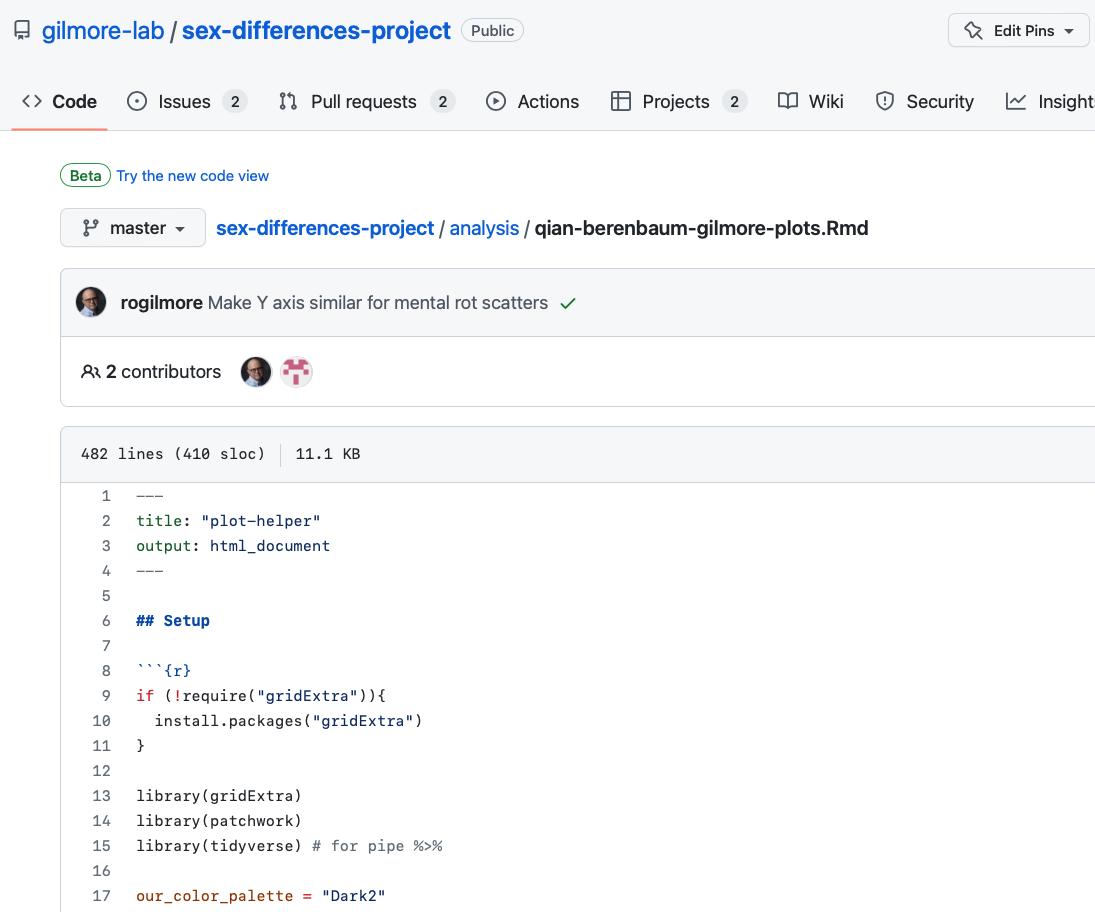 gilmore-lab / sex-differences-project Public Edit Pins
Code Issues 2 Pull requests 2 Actions Projects 2 Wiki Security Insights
Beta Try the new code view
master sex-differences-project / analysis / qian-berenbaum-gilmore-plots.Rmd
rogilmore Make Y axis similar for mental rot scatters
2 contributors
482 lines (410 sloc) 11.1 KB
1 ---
2 title: "plot-helper"
3 output: html_document
4 ---
5
6 ## Setup
7
8 ```{r}
9 if (!require("gridExtra")){
10   install.packages("gridExtra")
11 }
12
13 library(gridExtra)
14 library(patchwork)
15 library(tidyverse) # for pipe %>%
16
17 our_color_palette = "Dark2"